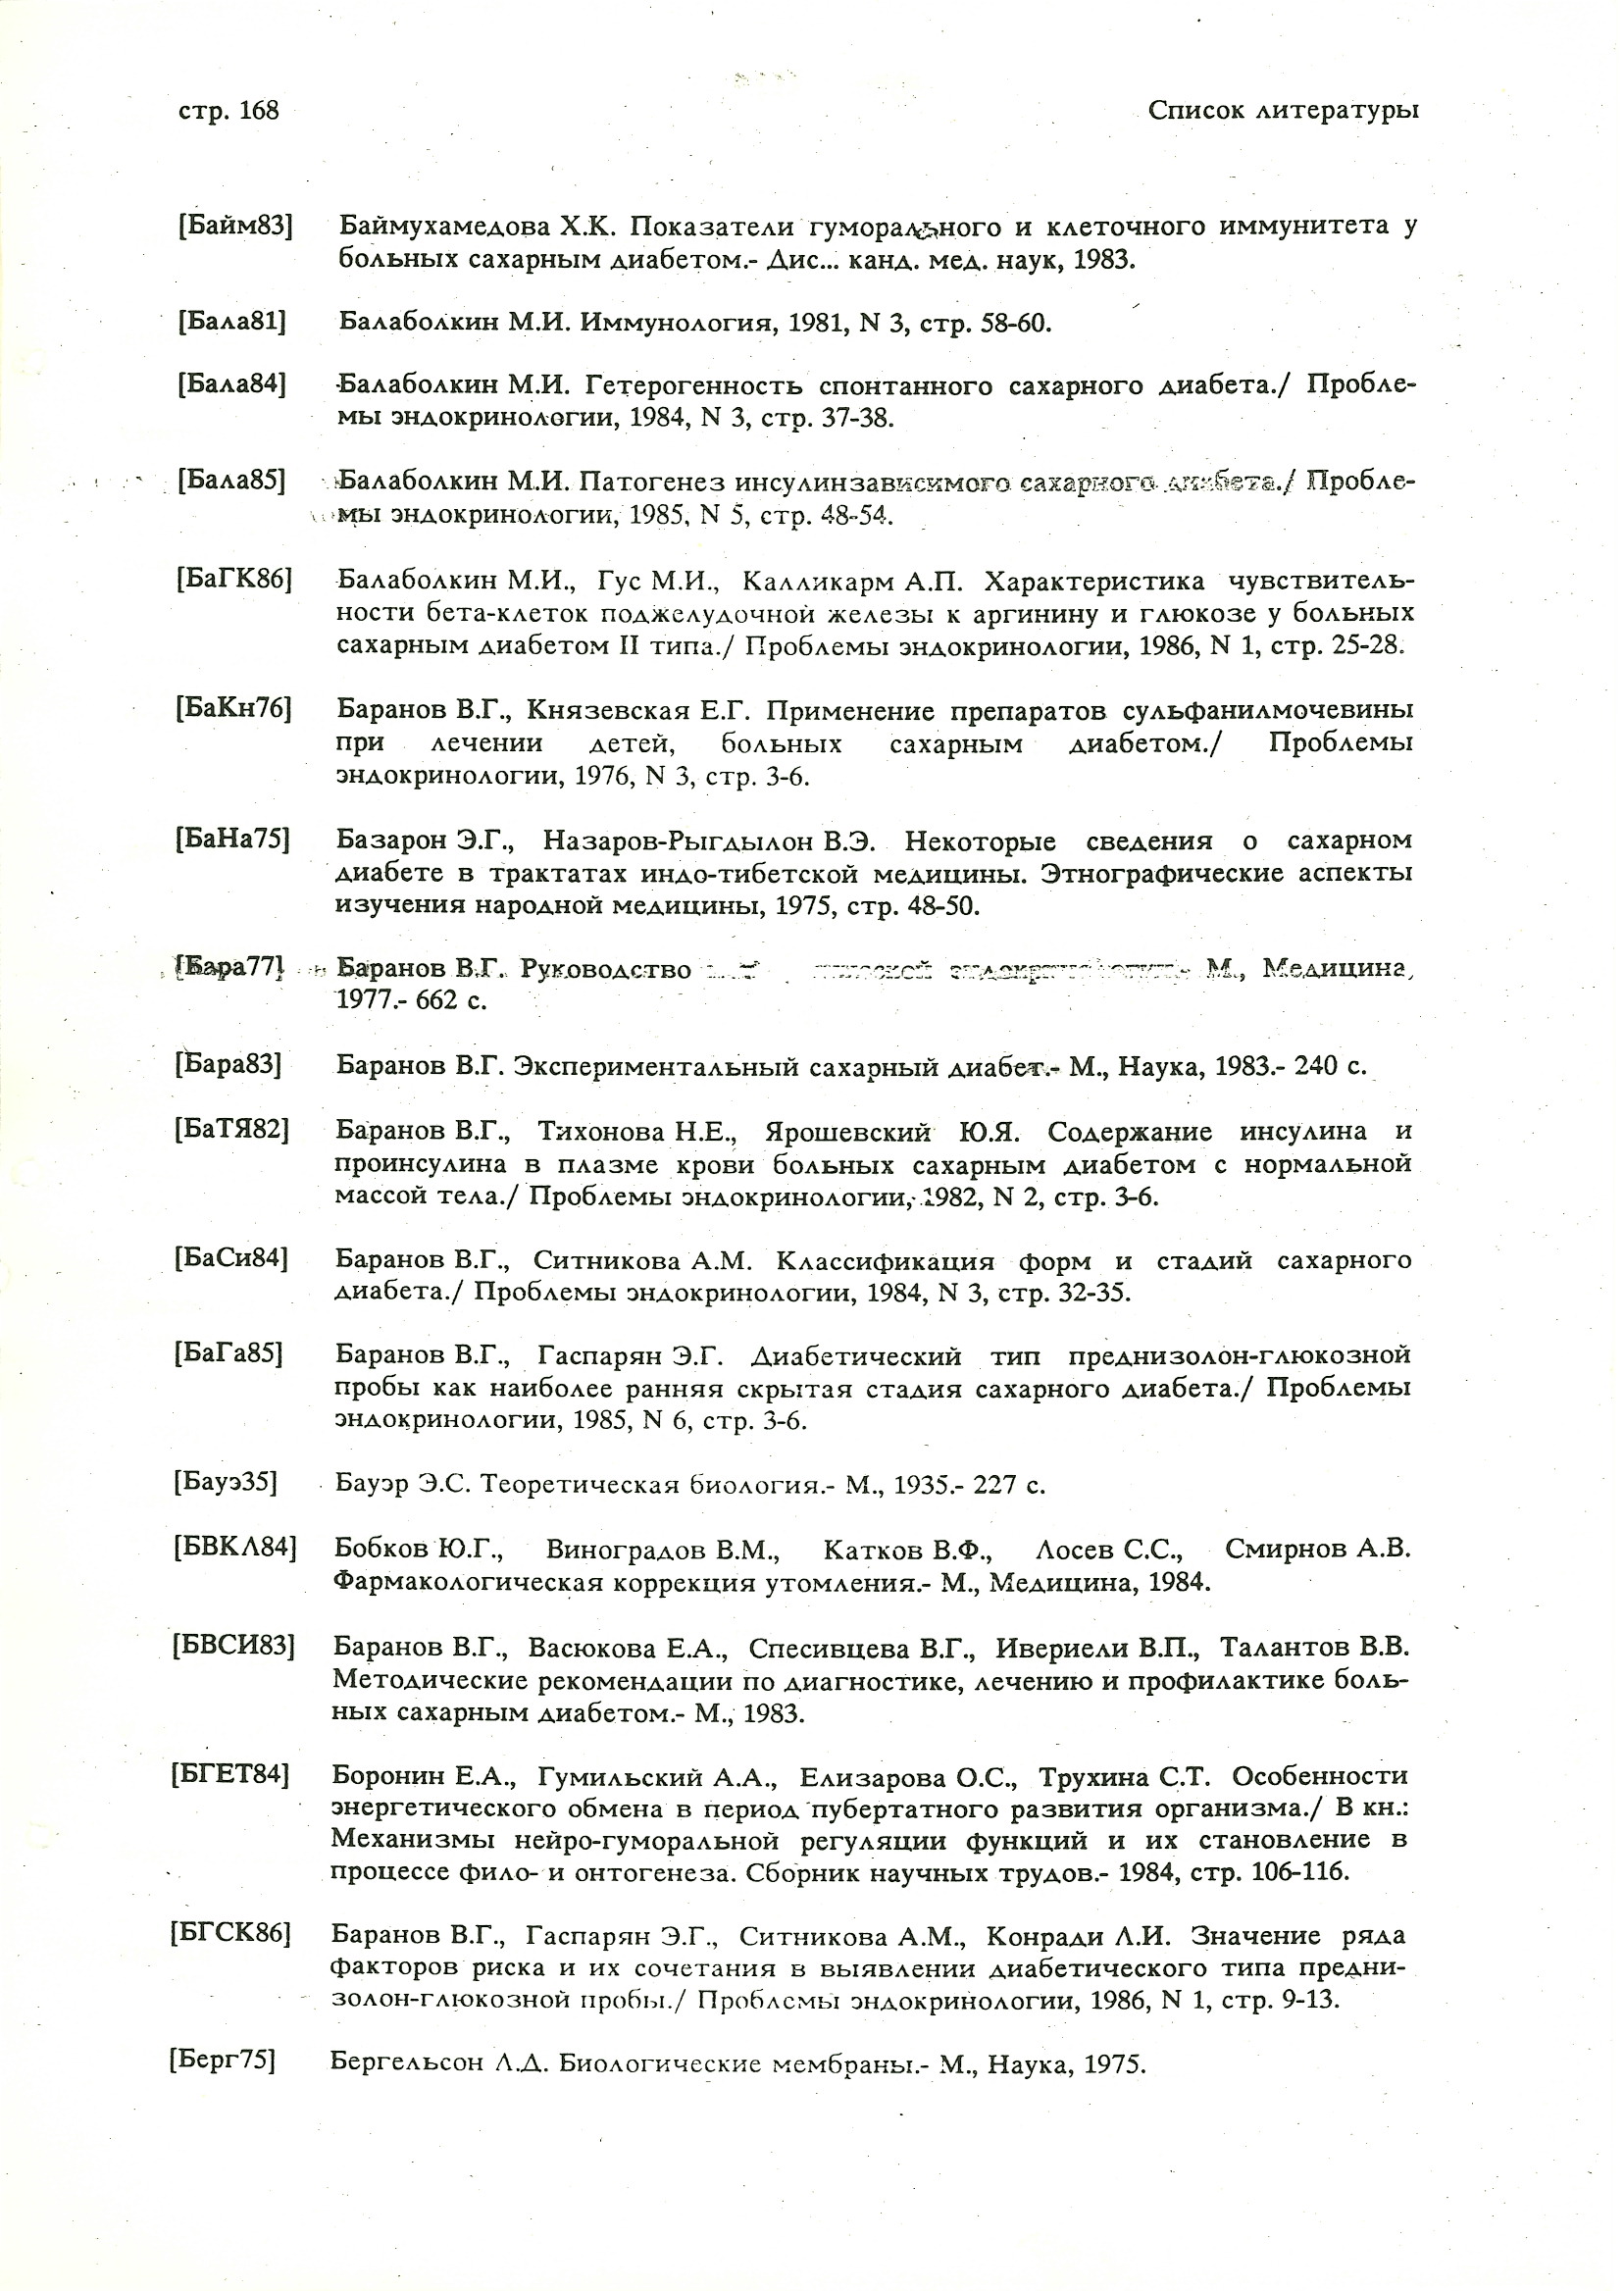 стр. 168 Список литературы
[Байм83] Баймухамедова Х.К. Показатели гуморального и клеточного иммунитета у
больных сахарным диабетом.- Дис... канд. мед. наук, 1983.
[Бала81] Балаболкин М.И. Иммунология, 1981, N 3, стр. 58-60.
[Бала84] Балаболкин М.И. Гетерогенность спонтанного сахарного диабета./ Пробле-
мы эндокринологии, 1984, N 3, стр. 37-38.
[Бала85] Балаболкин М.И. Патогенез инсулинзависимого сахарного диабета./ Пробле-
мы эндокринологии, 1985, N 5, стр. 48-54.
[БаГК86] Балаболкин М.И., Гус М.И., Калликарм А.П. Характеристика чувствитель-
ности бета-клеток поджелудочной железы к аргинину и глюкозе у больных
сахарным диабетом II типа./ Проблемы эндокринологии, 1986, N 1, стр. 25-28.
[БаКн76] Баранов В.Г., Князевская Е.Г. Применение препаратов сульфанилмочевины
при лечении детей, больных сахарным диабетом./ Проблемы
эндокринологии, 1976, N 3, стр. 3-6.
[БаНа75] Базарон Э.Г., Назаров-Рыгдылон В.Э. Некоторые сведения о сахарном
диабете в трактатах индо-тибетской медицины. Этнографические аспекты
изучения народной медицины, 1975, стр. 48-50.
[Бара77] Баранов В.Г. Руководство эндокринологии.- М., Медицина,
1977.- 662 с.
[Бара83] Баранов В.Г. Экспериментальный сахарный диабет.- М., Наука, 1983.- 240 с.
[БаТЯ82] Баранов В.Г., Тихонова Н.Е., Ярошевский Ю.Я. Содержание инсулина и
проинсулина в плазме крови больных сахарным диабетом с нормальной
массой тела./ Проблемы эндокринологии, 1982, N 2, стр. 3-6.
[БаСи84] Баранов В.Г., Ситникова А.М. Классификация форм и стадий сахарного
диабета./ Проблемы эндокринологии, 1984, N 3, стр. 32-35.
[БаГа85] Баранов В.Г., Гаспарян Э.Г. Диабетический тип преднизолон-глюкозной
пробы как наиболее ранняя скрытая стадия сахарного диабета./ Проблемы
эндокринологии, 1985, N 6, стр. 3-6.
[Бауэ35] Бауэр Э.С. Теоретическая биология.- М., 1935.- 227 с.
[БВКЛ84] Бобков Ю.Г., Виноградов В.М., Катков В.Ф., Лосев С.С., Смирнов А.В.
Фармакологическая коррекция утомления.- М., Медицина, 1984.
[БВСИ83] Баранов В.Г., Васюкова Е.А., Спесивцева В.Г., Ивериели В.П., Талантов В.В.
Методические рекомендации по диагностике, лечению и профилактике боль-
ных сахарным диабетом.- М., 1983.
[БГЕТ84] Боронин Е.А., Гумильский А.А., Елизарова О.С., Трухина С.Т. Особенности
энергетического обмена в период пубертатного развития организма./ В кн.:
Механизмы нейро-гуморальной регуляции функций и их становление в
процессе фило- и онтогенеза. Сборник научных трудов.- 1984, стр. 106-116.
[БГСК86] Баранов В.Г., Гаспарян Э.Г., Ситникова А.М., Конради Л.И. Значение ряда
факторов риска и их сочетания в выявлении диабетического типа предни-
золон-глюкозной пробы./ Проблемы эндокринологии, 1986, N 1, стр. 9-13.
[Берг75] Бергельсон Л.Д. Биологические мембраны.- М., Наука, 1975.